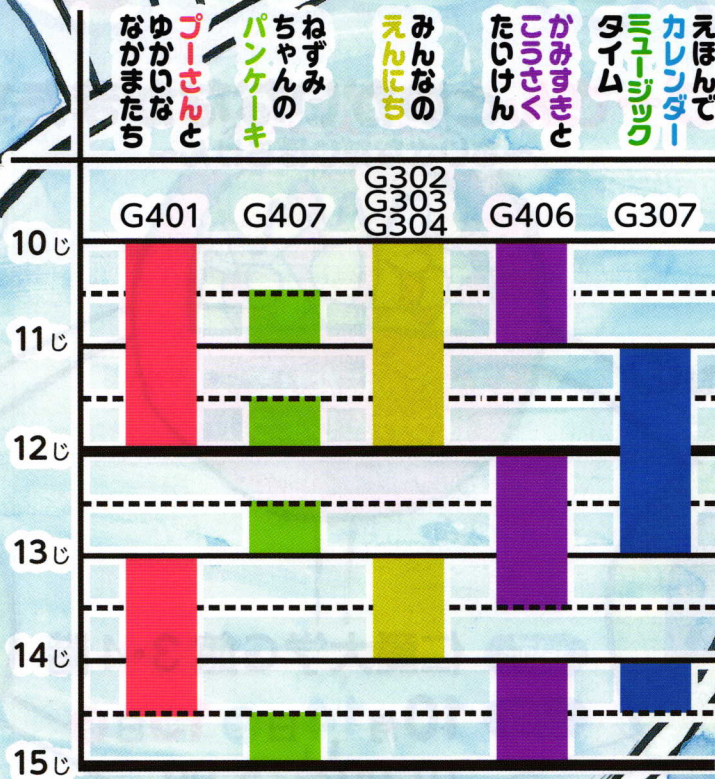 プーさんと
ゆかいな
なかまたち
ねずみ
ちゃんの
パンケーキ
みんなの
えんにち
かみすきと
こうさく
たいけん
えほんで
カレンダー
ミュージック
タイム
G401
G407
G302
G303
G304
G406
G307
10じ
11じ
12じ
13じ
14じ
15じ